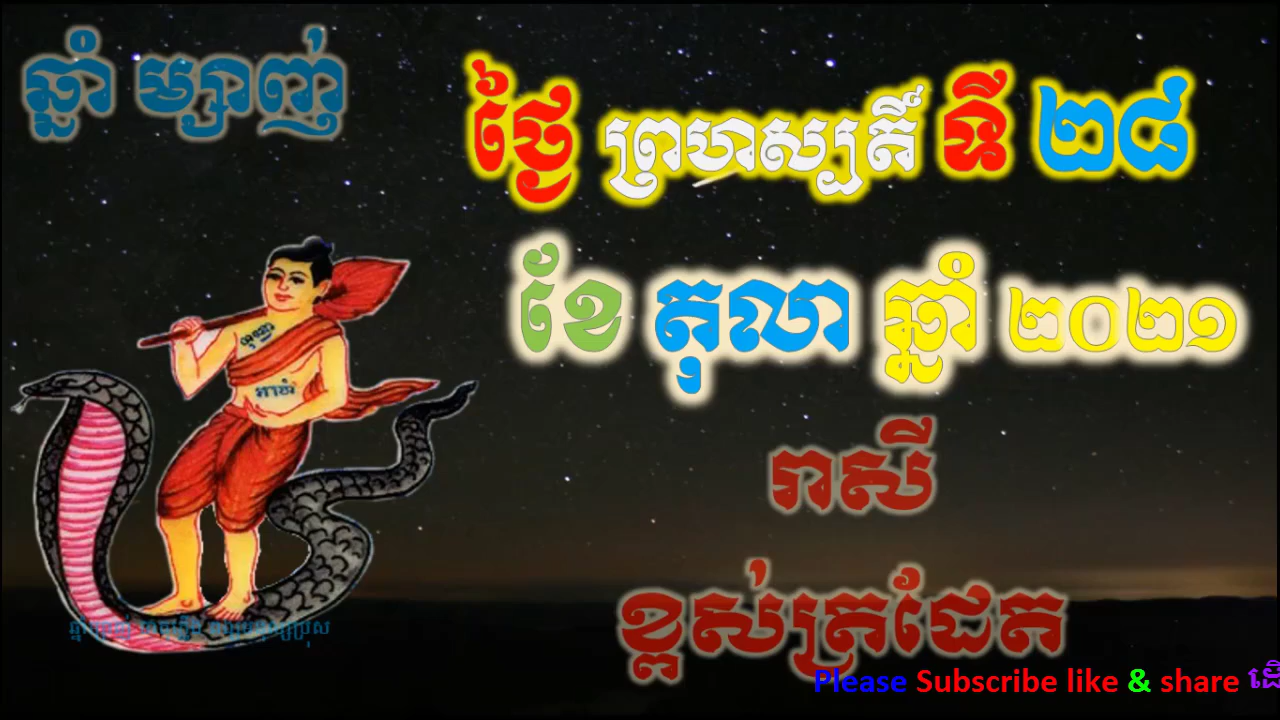 ឆ្នាំ ម្សាញ់
ថ្ងៃ ព្រហស្បតិ៍ ទី ២៨
ខែ តុលា ឆ្នាំ ២០២១
រាសី
ខ្ពស់ត្រដែត
Please Subscribe like & share ដើ